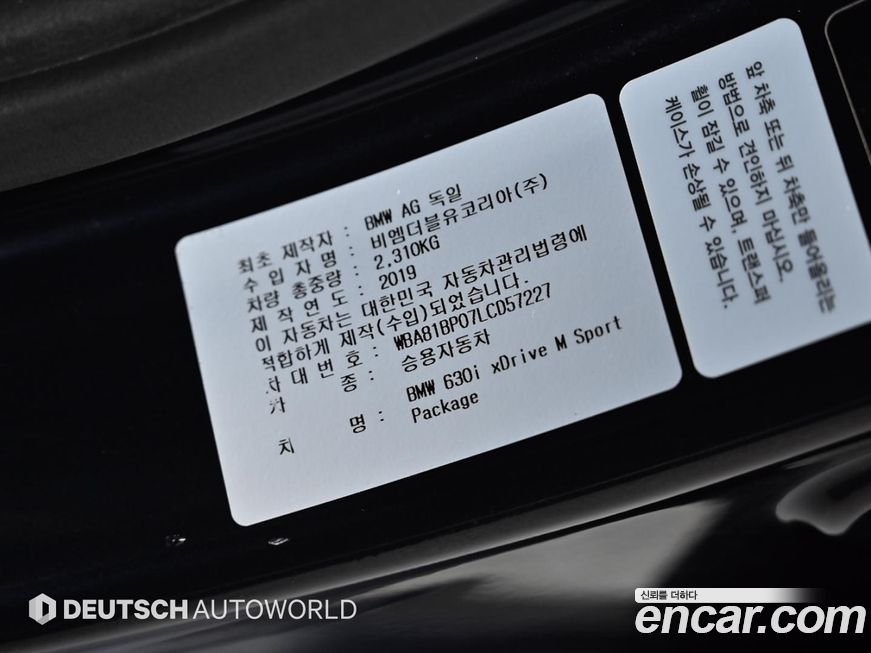 최초 제작자 : BMW AG 독일
수 입 자 명 : 비엠더블유코리아(주)
차량 총중량 : 2,310KG
제 작 연 도 : 2019
이 자동차는 대한민국 자동차관리법령에
적합하게 제작(수입)되었습니다.
차 대 번 호 : WBA81BP07LCD57227
차 종 : 승용자동차
차 명 : BMW 630i xDrive M Sport
Package
앞 차축 또는 뒤 차축만 들어올리는
방법으로 견인하지 마십시오.
휠이 잠길 수 있으며, 트랜스퍼
케이스가 손상될 수 있습니다.
DEUTSCH AUTOWORLD
신뢰를 더하다
encar.com